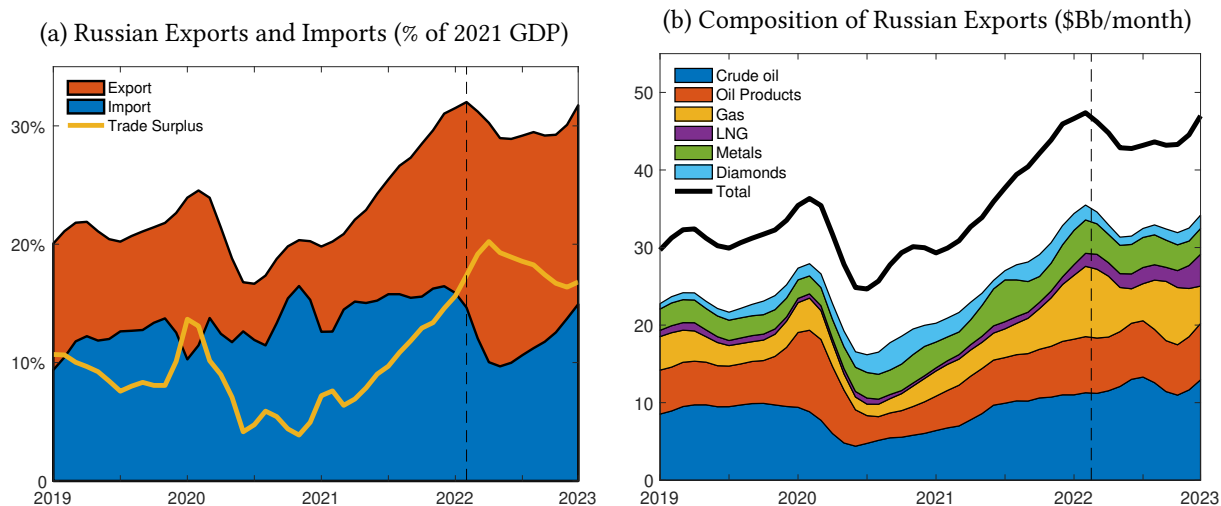 (a) Russian Exports and Imports (% of 2021 GDP)
Export
Import
Trade Surplus
30%
20%
10%
0
2019
2020
2021
2022
2023
(b) Composition of Russian Exports ($Bb/month)
Crude oil
Oil Products
Gas
LNG
Metals
Diamonds
Total
50
40
30
20
10
0
2019
2020
2021
2022
2023